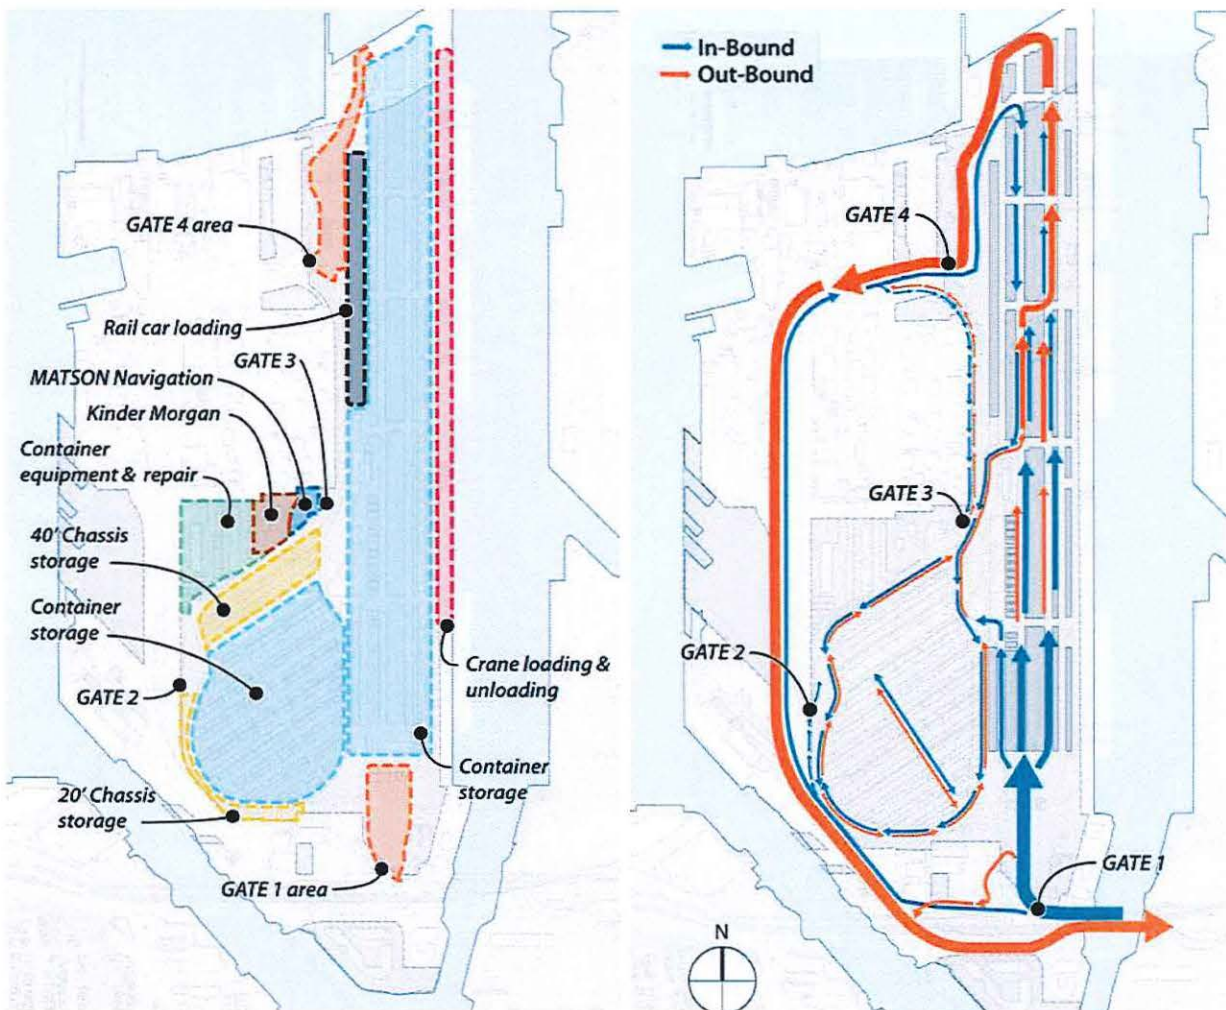 GATE 4 area
Rail car loading
GATE 3
MATSON Navigation
Kinder Morgan
Container
equipment & repair
40' Chassis
storage
Container
storage
GATE 2
20' Chassis
storage
GATE 1 area
Crane loading &
unloading
Container
storage
In-Bound
Out-Bound
GATE 4
GATE 3
GATE 2
GATE 1
N